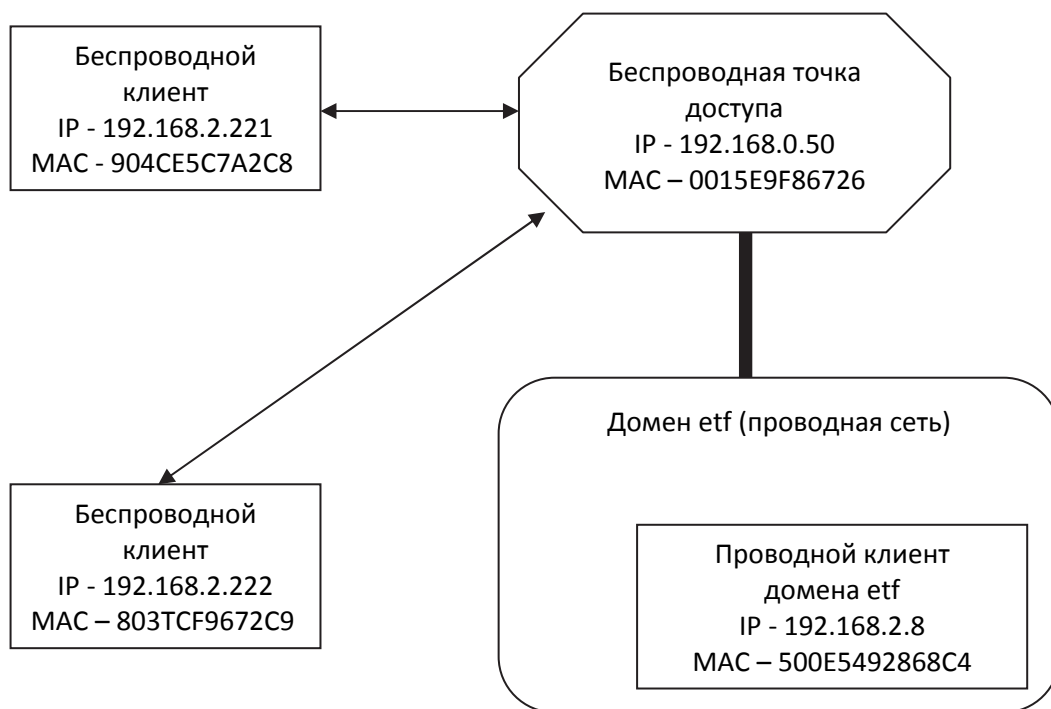 Беспроводной
клиент
IP - 192.168.2.221
MAC - 904CE5C7A2C8
Беспроводная точка
доступа
IP - 192.168.0.50
MAC – 0015E9F86726
Домен etf (проводная сеть)
Беспроводной
клиент
IP - 192.168.2.222
MAC – 803TCF9672C9
Проводной клиент
домена etf
IP - 192.168.2.8
MAC – 500E5492868C4